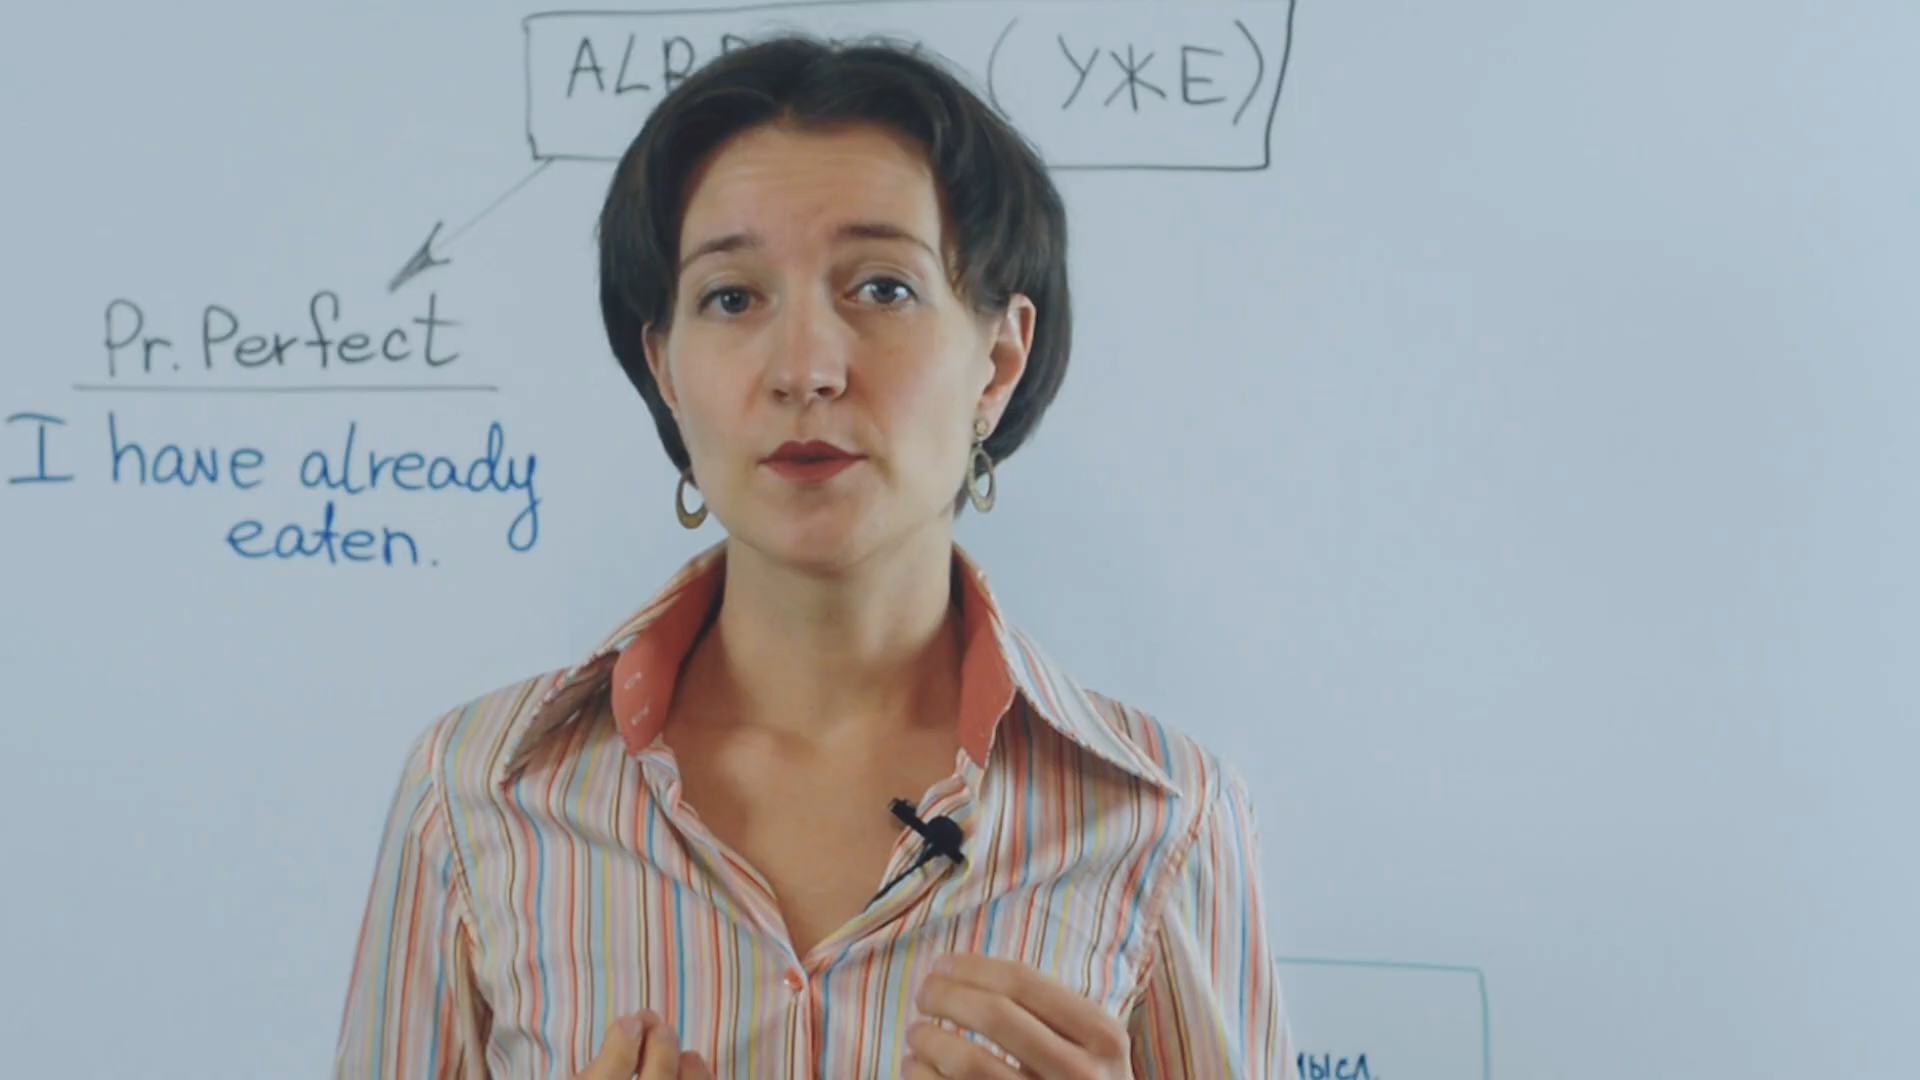 (УЖЕ)
Pr. Perfect
I have already
eaten.